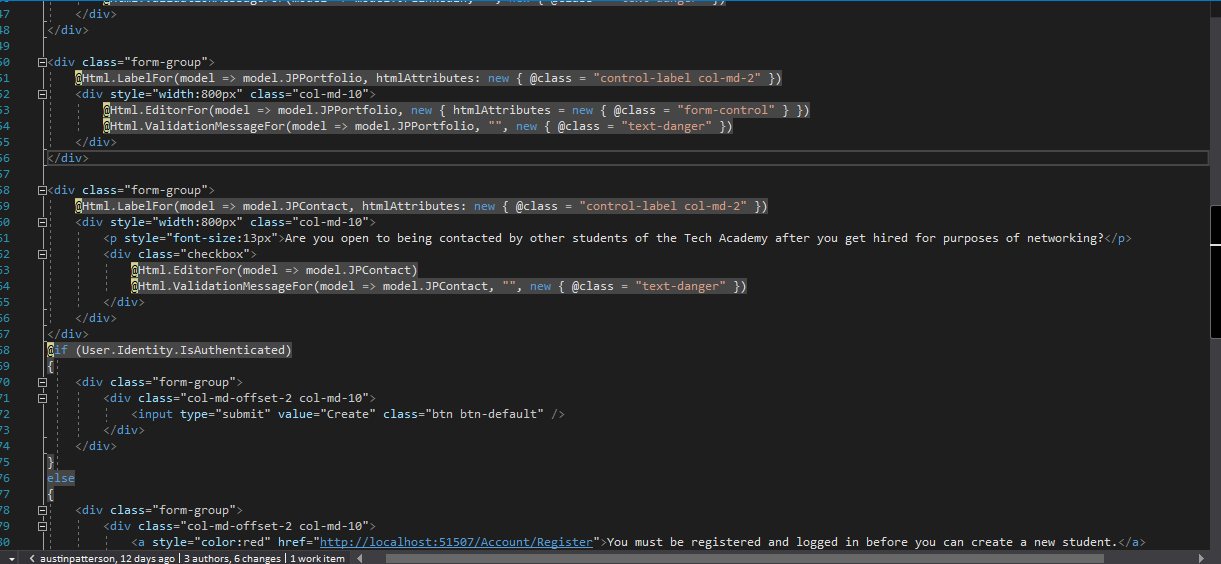 47 </div>
48 </div>
49
50 <div class="form-group">
51 @Html.LabelFor(model => model.JPPortfolio, htmlAttributes: new { @class = "control-label col-md-2" })
52 <div style="width:800px" class="col-md-10">
53 @Html.EditorFor(model => model.JPPortfolio, new { htmlAttributes = new { @class = "form-control" } })
54 @Html.ValidationMessageFor(model => model.JPPortfolio, "", new { @class = "text-danger" })
55 </div>
56 </div>
57
58 <div class="form-group">
59 @Html.LabelFor(model => model.JPContact, htmlAttributes: new { @class = "control-label col-md-2" })
60 <div style="width:800px" class="col-md-10">
61 <p style="font-size:13px">Are you open to being contacted by other students of the Tech Academy after you get hired for purposes of networking?</p>
62 <div class="checkbox">
63 @Html.EditorFor(model => model.JPContact)
64 @Html.ValidationMessageFor(model => model.JPContact, "", new { @class = "text-danger" })
65 </div>
66 </div>
67 </div>
68 @if (User.Identity.IsAuthenticated)
69 {
70 <div class="form-group">
71 <div class="col-md-offset-2 col-md-10">
72 <input type="submit" value="Create" class="btn btn-default" />
73 </div>
74 </div>
75 }
76 else
77 {
78 <div class="form-group">
79 <div class="col-md-offset-2 col-md-10">
80 <a style="color:red" href="http://localhost:51507/Account/Register">You must be registered and logged in before you can create a new student.</a>
austinpatterson, 12 days ago | 3 authors, 6 changes | 1 work item